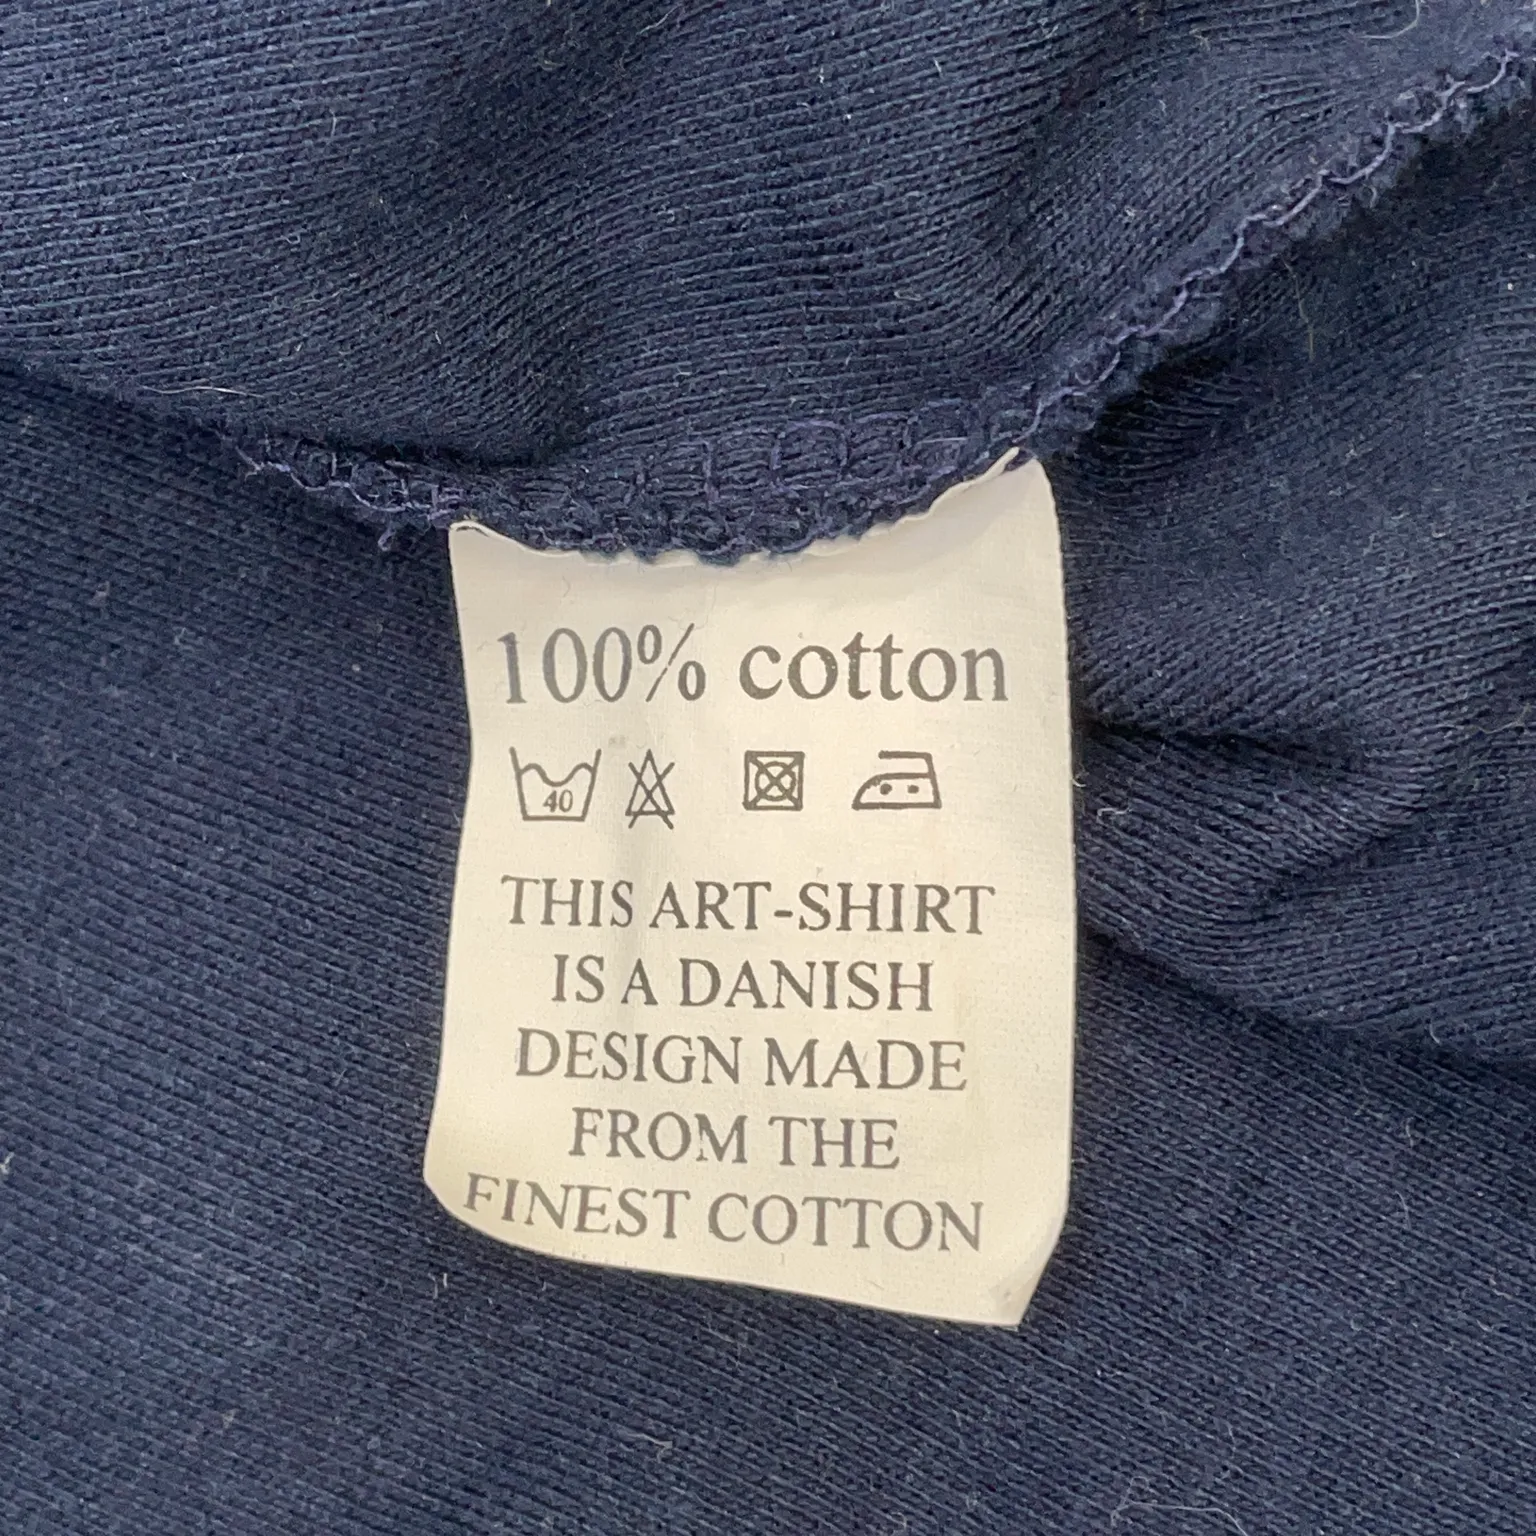 100% cotton
40
THIS ART-SHIRT
IS A DANISH
DESIGN MADE
FROM THE
FINEST COTTON